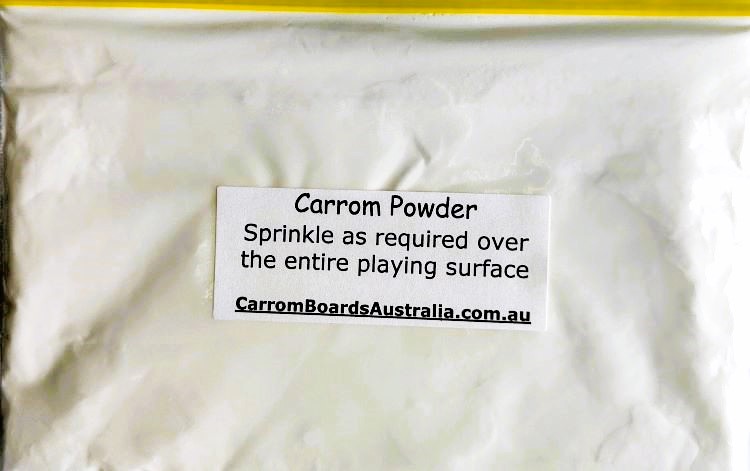 Carrom Powder
Sprinkle as required over
the entire playing surface
CarromBoardsAustralia.com.au